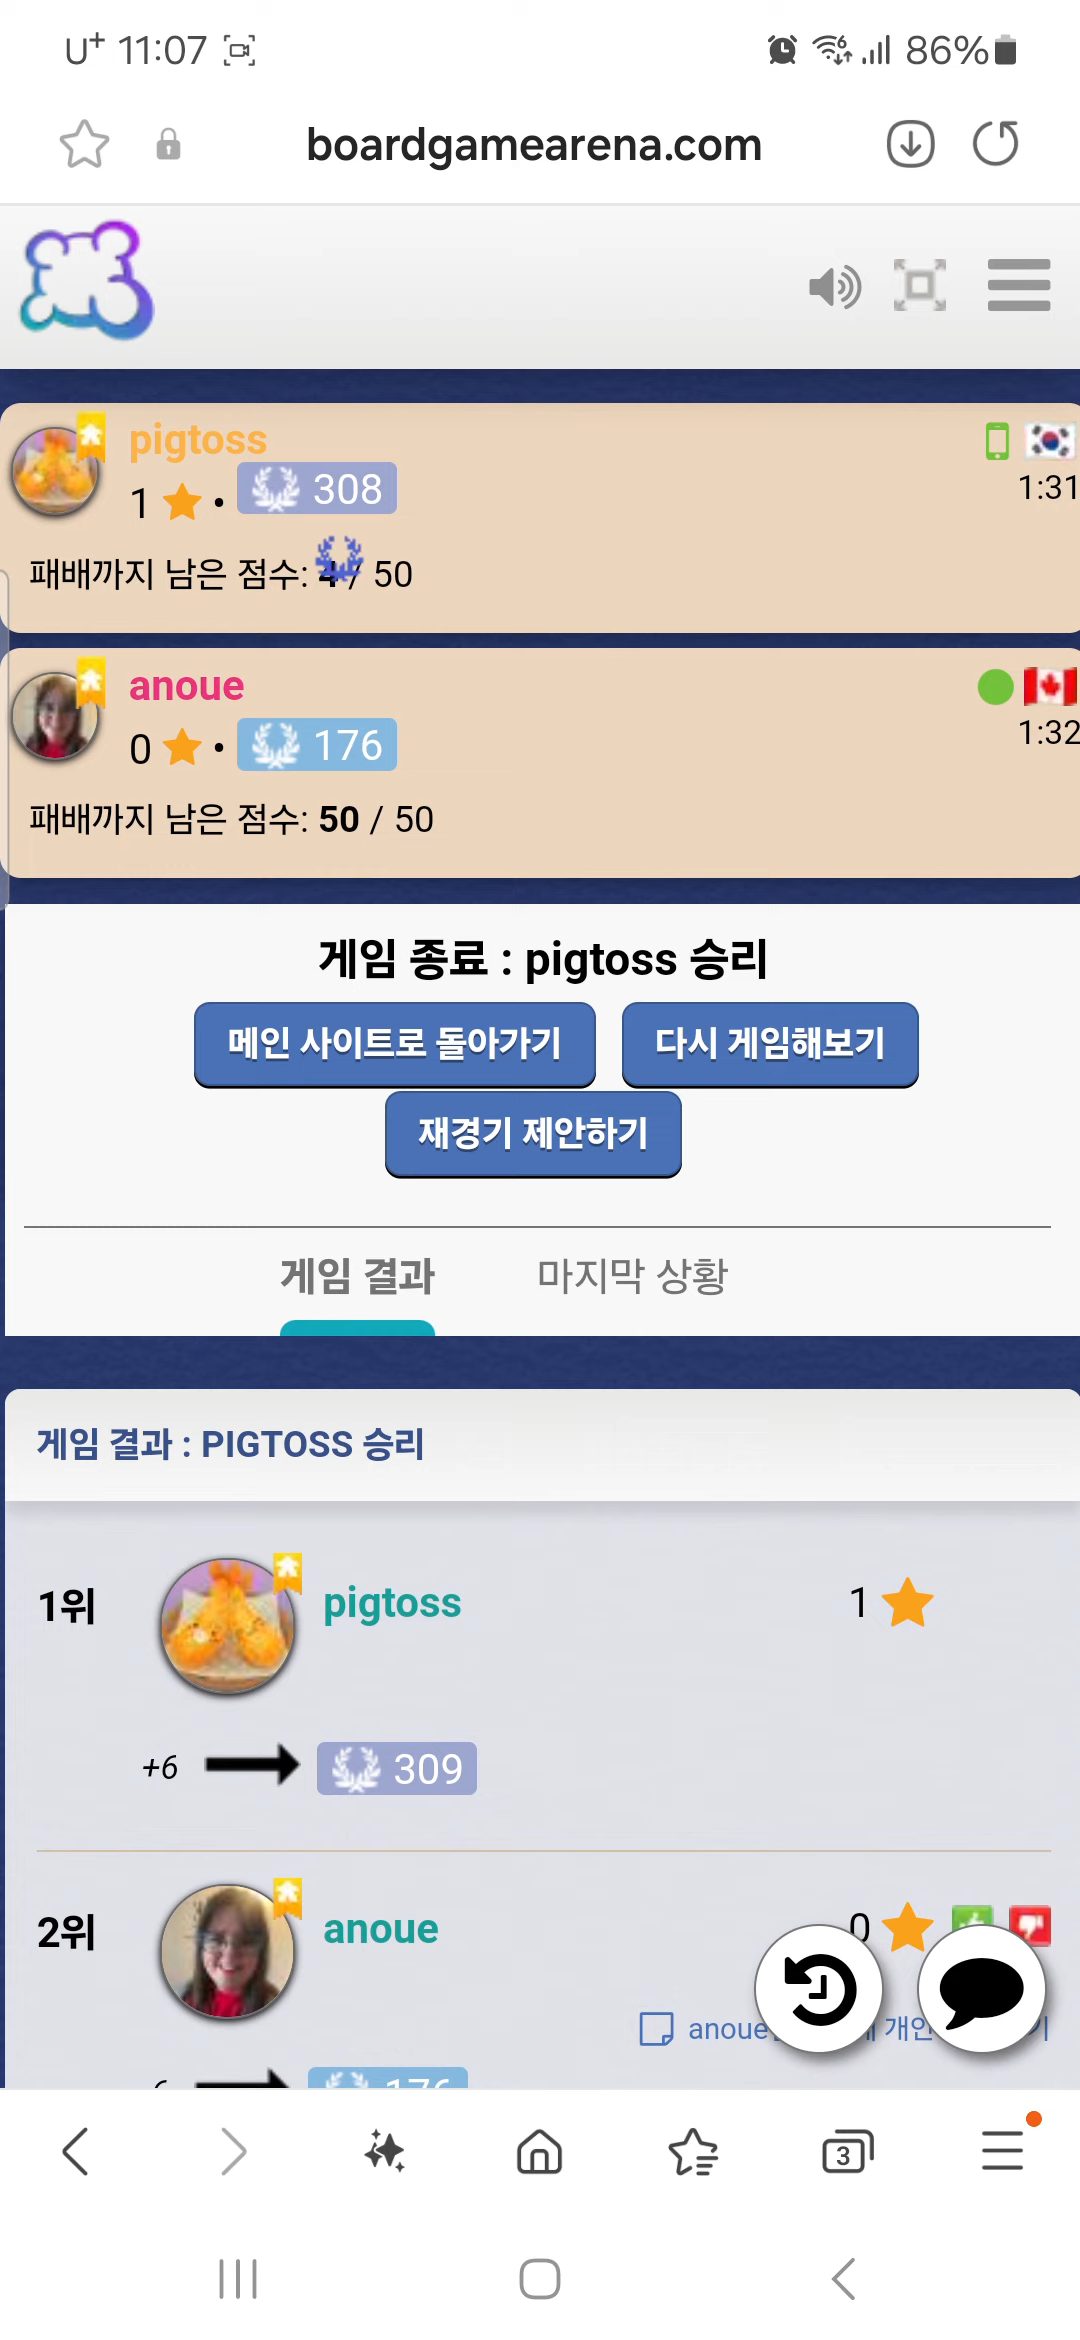 U+ 11:07 86%
boardgamearena.com
pigtoss
1 • 308
1:31
패배까지 남은 점수: 4 / 50
anoue
0 • 176
1:32
패배까지 남은 점수: 50 / 50
게임 종료 : pigtoss 승리
메인 사이트로 돌아가기 다시 게임해보기
재경기 제안하기
게임 결과 마지막 상황
게임 결과 : PIGTOSS 승리
1위 pigtoss 1
+6 309
2위 anoue 0
anoue 개인
176
3